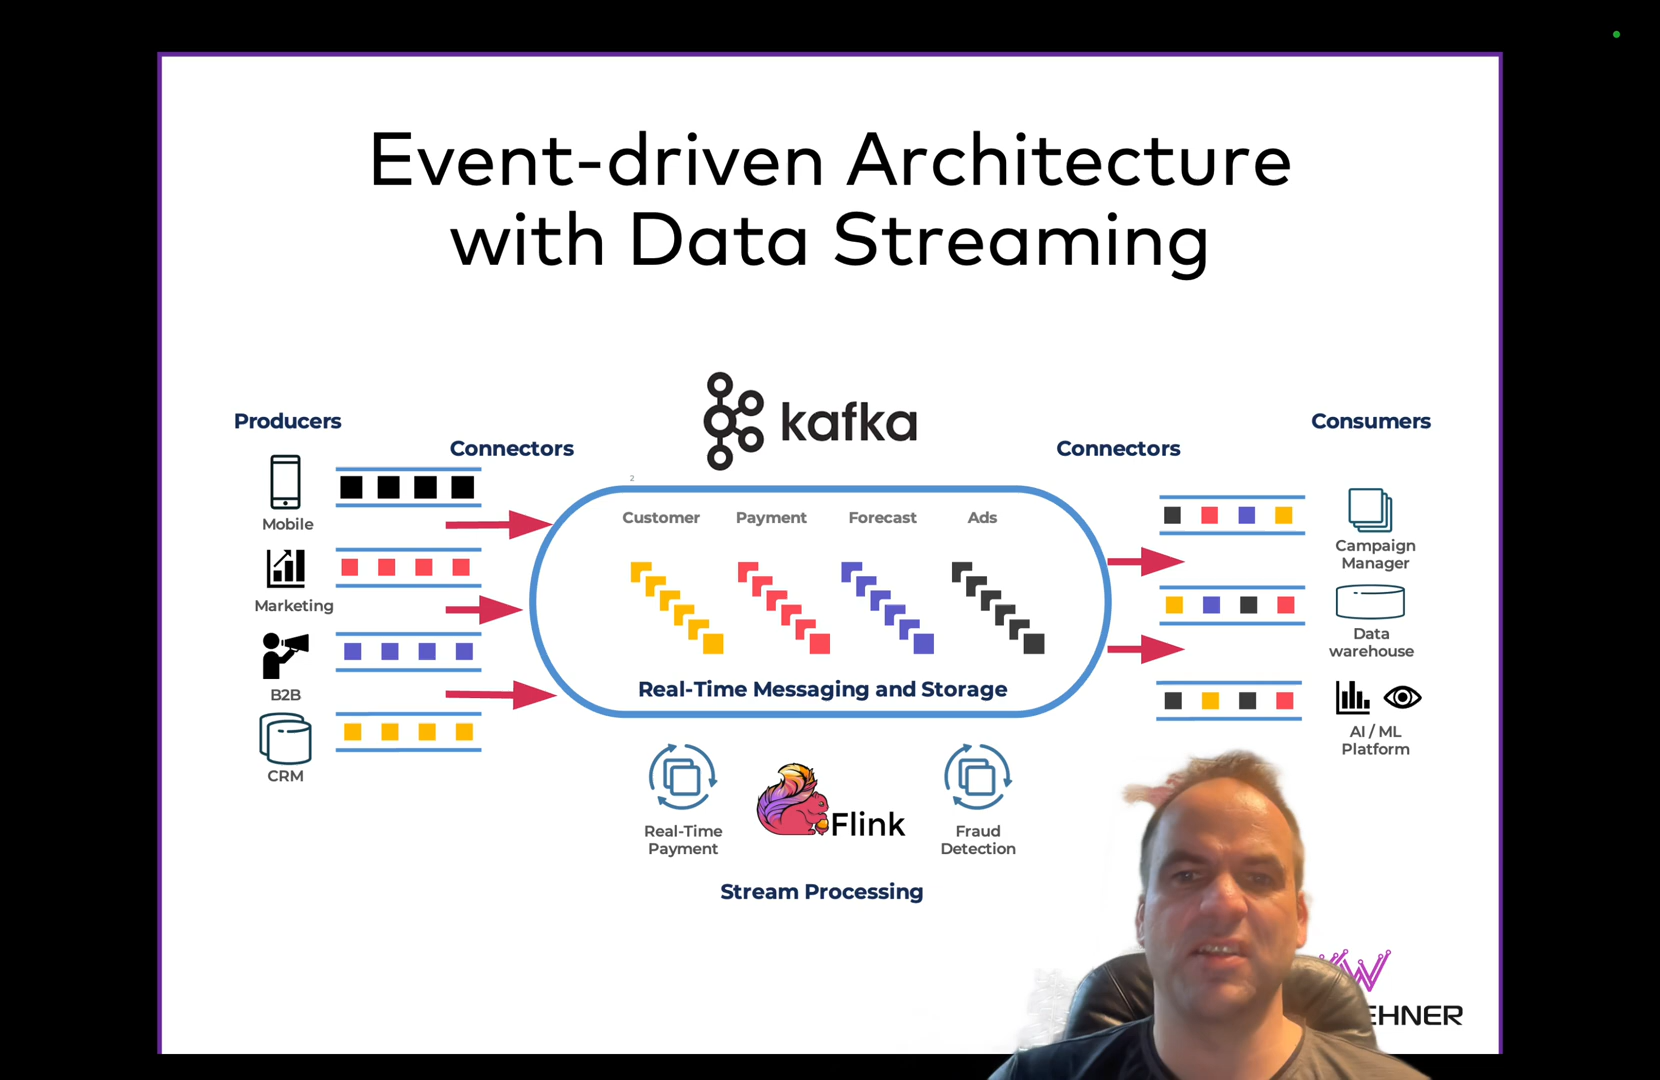 Event-driven Architecture
with Data Streaming
kafka
Producers
Connectors
Connectors
Consumers
2
Mobile
Marketing
B2B
CRM
Customer
Payment
Forecast
Ads
Real-Time Messaging and Storage
Campaign
Manager
Data
warehouse
AI / ML
Platform
Real-Time
Payment
Flink
Fraud
Detection
Stream Processing